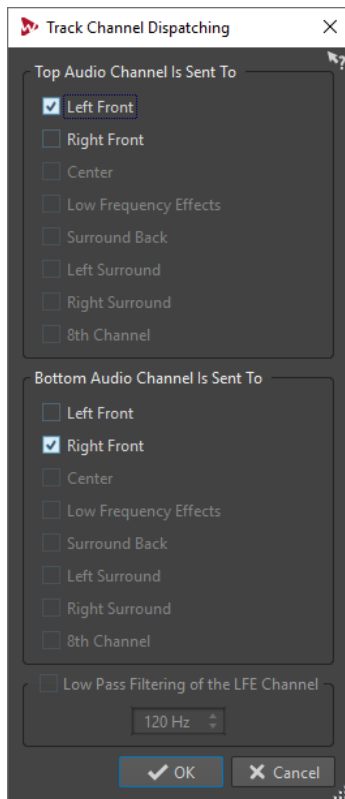 Track Channel Dispatching
Top Audio Channel Is Sent To
Left Front
Right Front
Center
Low Frequency Effects
Surround Back
Left Surround
Right Surround
8th Channel
Bottom Audio Channel Is Sent To
Left Front
Right Front
Center
Low Frequency Effects
Surround Back
Left Surround
Right Surround
8th Channel
Low Pass Filtering of the LFE Channel
120 Hz
OK Cancel